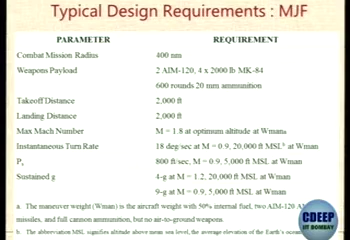 Typical Design Requirements : MJF
PARAMETER REQUIREMENT
Combat Mission Radius 400 nm
Weapons Payload 2 AIM-120, 4 x 2000 lb MK-84
600 rounds 20 mm ammunition
Takeoff Distance 2,000 ft
Landing Distance 2,000 ft
Max Mach Number M = 1.8 at optimum altitude at Wmanₐ
Instantaneous Turn Rate 18 deg/sec at M = 0.9, 20,000 ft MSLᵇ at Wman
Pₛ 800 ft/sec, M = 0.9, 5,000 ft MSL at Wman
Sustained g 4-g at M = 1.2, 20,000 ft at Wman
9-g at M = 0.9, 5,000 ft MSL at Wman
a. The maneuver weight (Wman) is the aircraft weight with 50% internal fuel, two AIM-120
missiles, and full cannon ammunition, but no air-to-ground weapons.
b. The abbreviation MSL signifies altitude above mean sea level, the average elevation of the Earth's
CDEEP
IIT BOMBAY